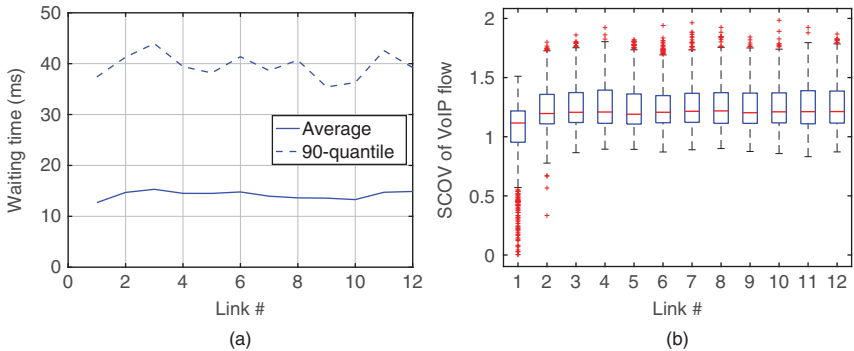 50
40
30
20
10
0
Waiting time (ms)
Average
90-quantile
0 2 4 6 8 10 12
Link #
(a)
2
1.5
1
0.5
0
SCOV of VoIP flow
1 2 3 4 5 6 7 8 9 10 11 12
Link #
(b)